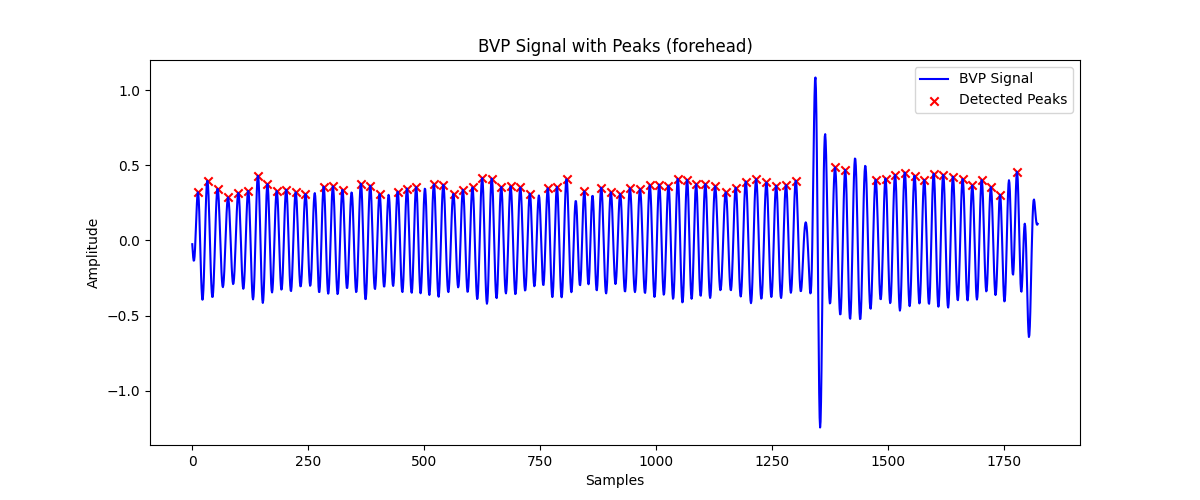 BVP Signal with Peaks (forehead)
BVP Signal
Detected Peaks
Amplitude
1.0
0.5
0.0
−0.5
−1.0
0 250 500 750 1000 1250 1500 1750
Samples